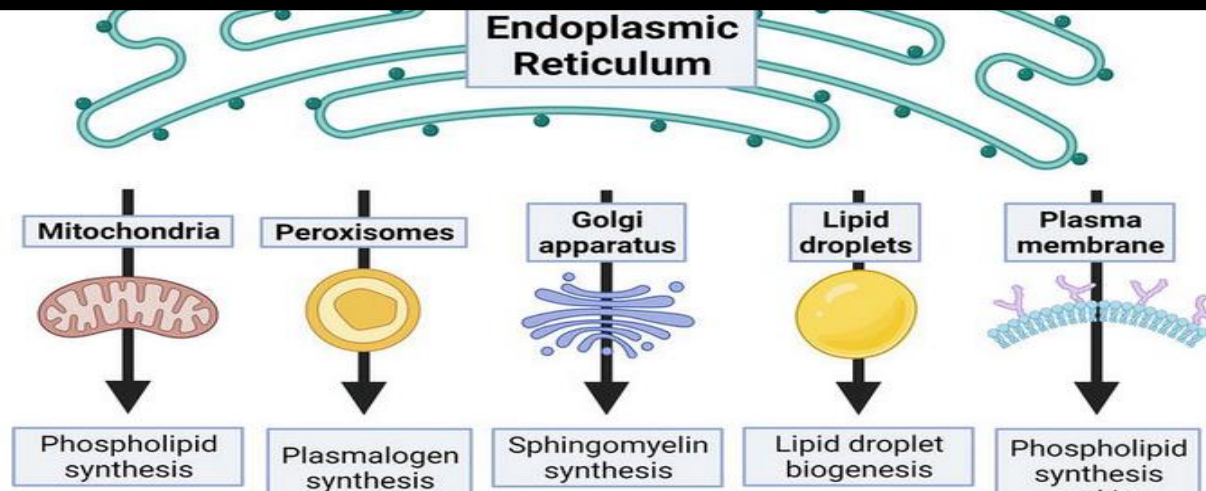 Endoplasmic
Reticulum
Mitochondria
Peroxisomes
Golgi
apparatus
Lipid
droplets
Plasma
membrane
Phospholipid
synthesis
Plasmalogen
synthesis
Sphingomyelin
synthesis
Lipid droplet
biogenesis
Phospholipid
synthesis